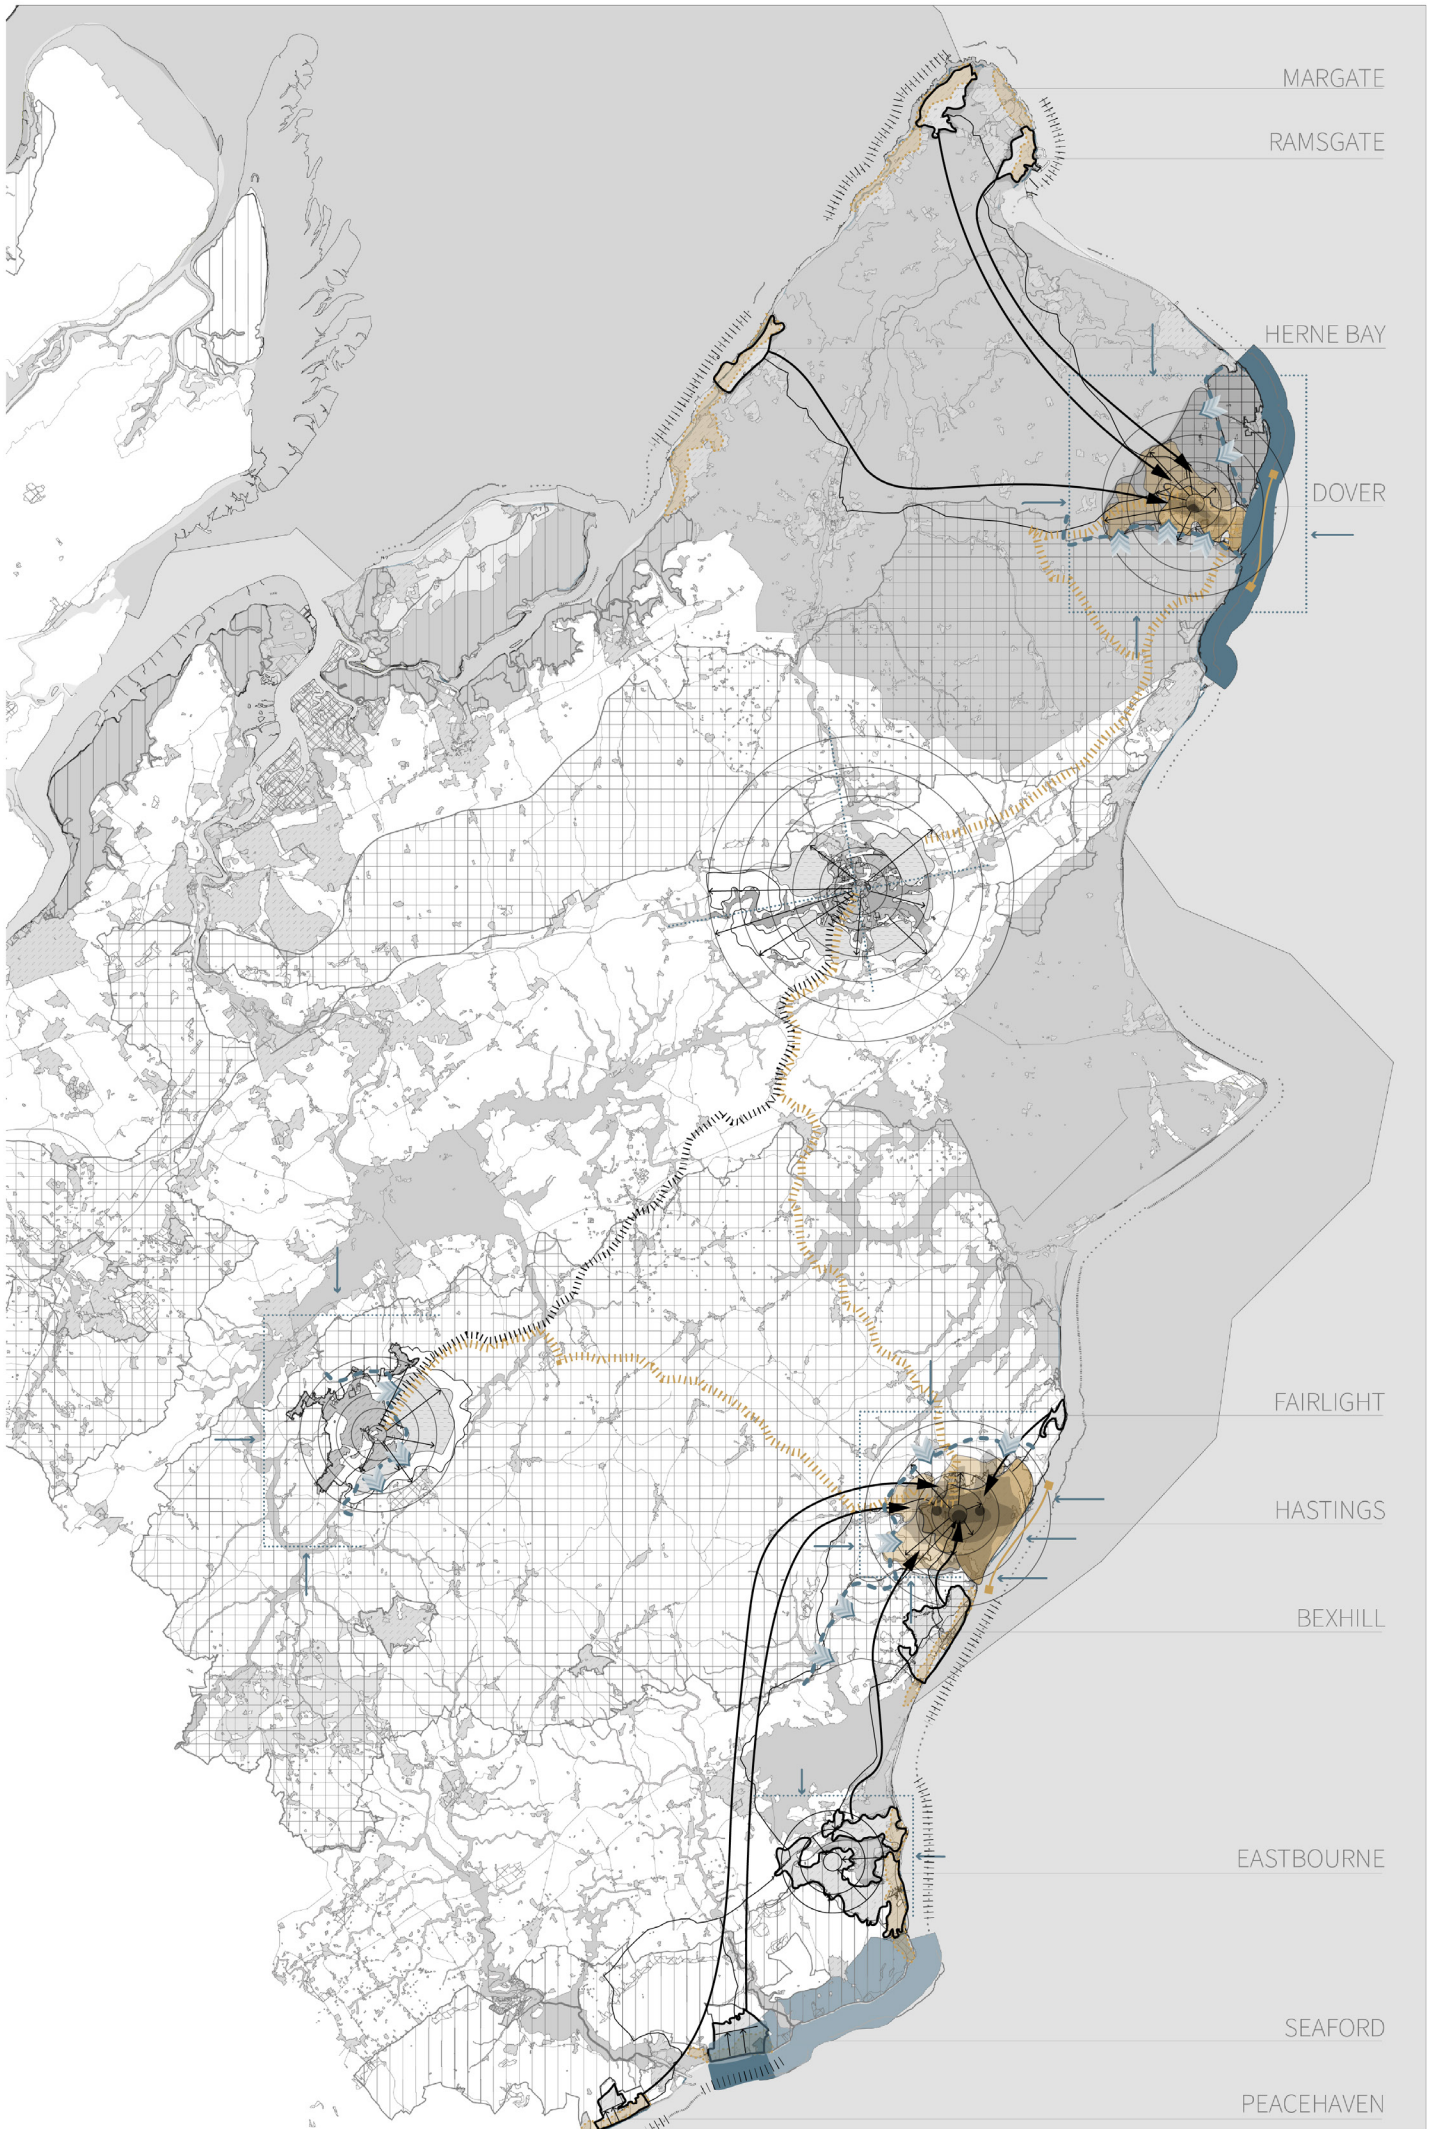 MARGATE
RAMSGATE
HERNE BAY
DOVER
FAIRLIGHT
HASTINGS
BEXHILL
EASTBOURNE
SEAFORD
PEACEHAVEN